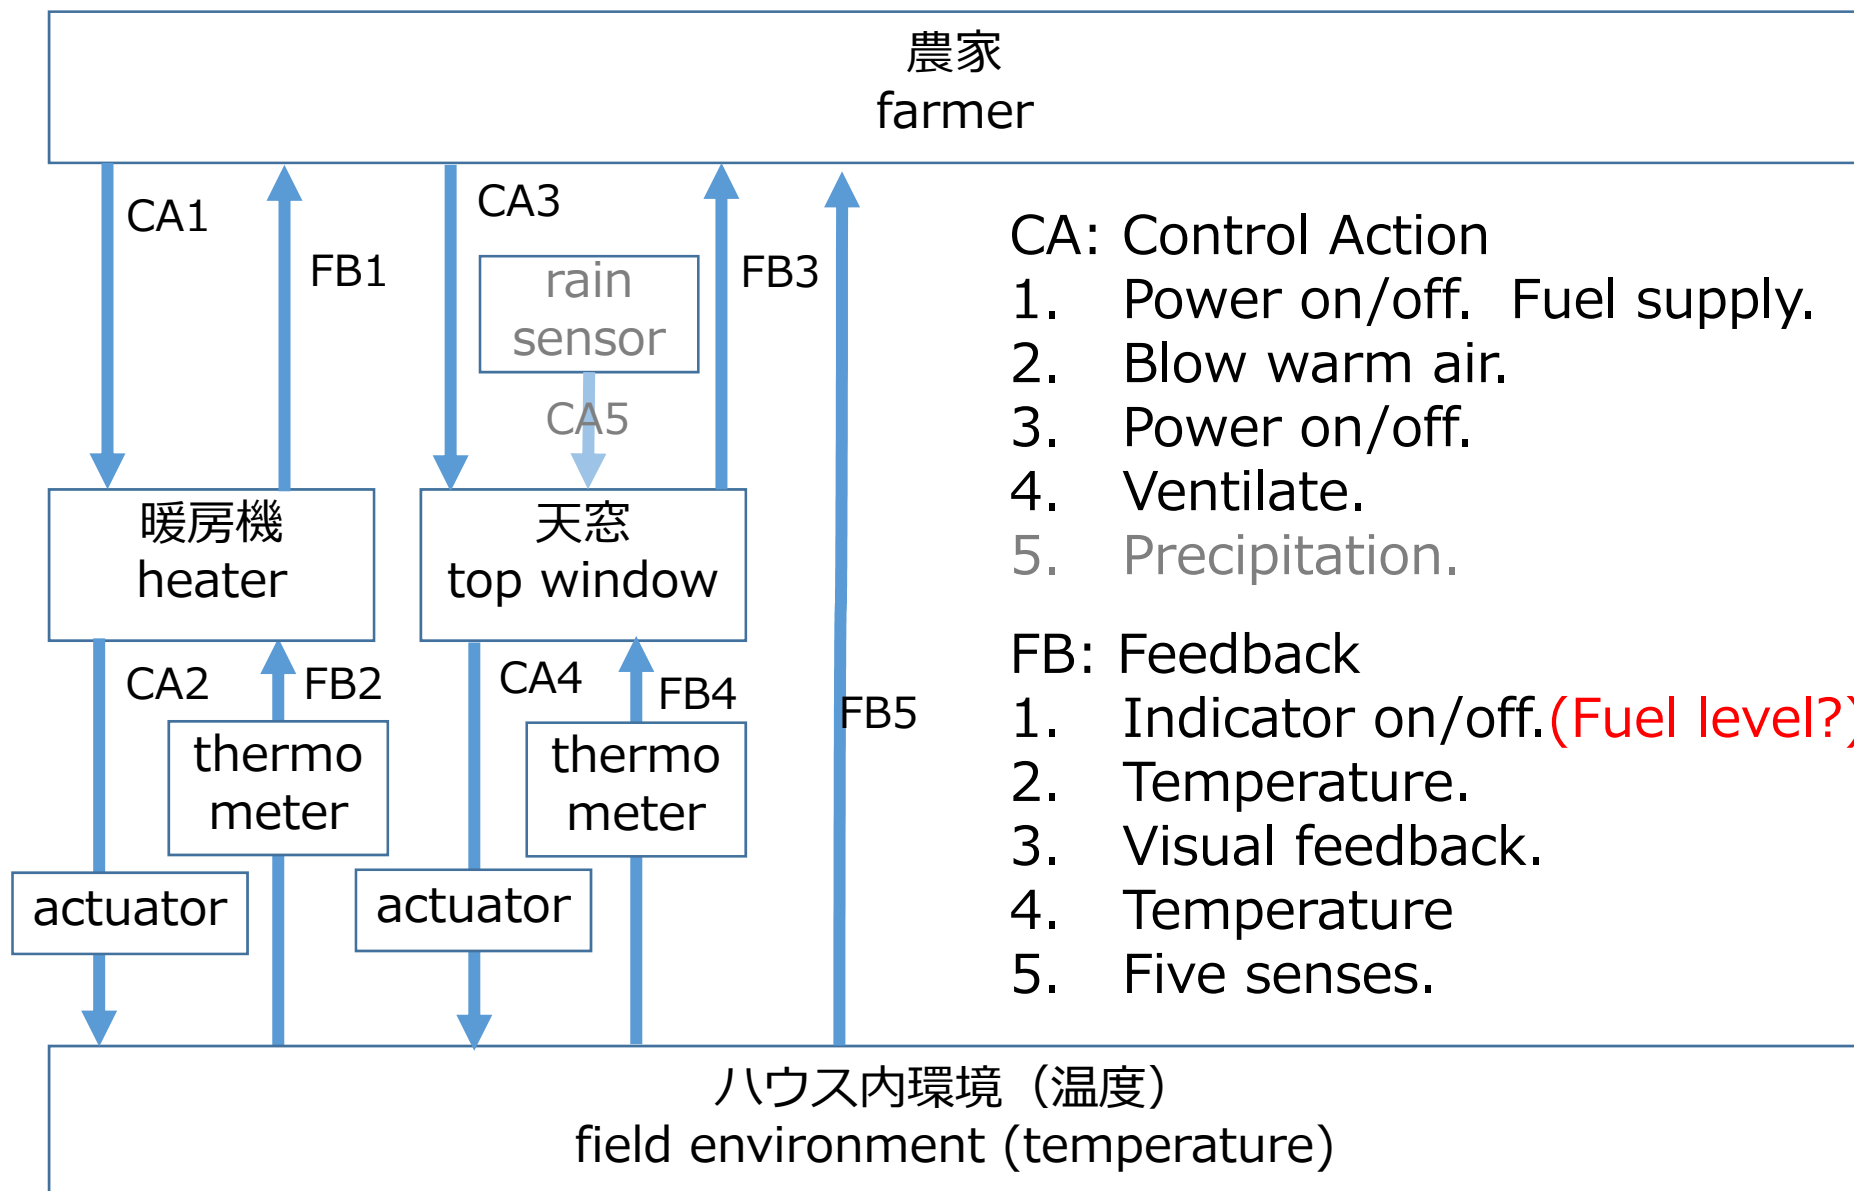 農家
farmer
CA1
FB1
CA3
rain
sensor
FB3
CA5
暖房機
heater
天窓
top window
CA2
FB2
CA4
FB4
FB5
thermo
meter
thermo
meter
actuator
actuator
CA: Control Action
1. Power on/off. Fuel supply.
2. Blow warm air.
3. Power on/off.
4. Ventilate.
5. Precipitation.
FB: Feedback
1. Indicator on/off.(Fuel level?)
2. Temperature.
3. Visual feedback.
4. Temperature
5. Five senses.
ハウス内環境（温度）
field environment (temperature)